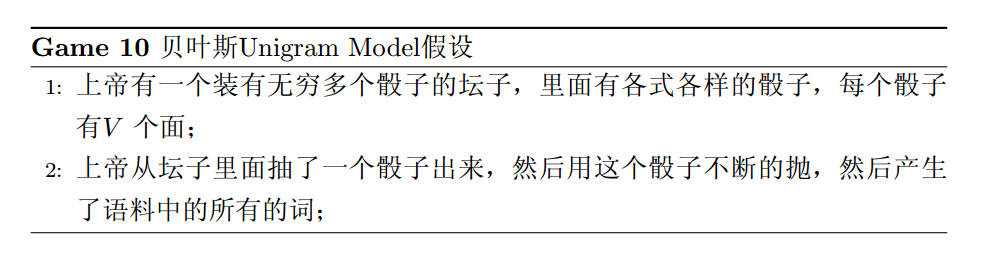 Game 10 贝叶斯Unigram Model假设
1: 上帝有一个装有无穷多个骰子的坛子，里面有各式各样的骰子，每个骰子
有V 个面；
2: 上帝从坛子里面抽了一个骰子出来，然后用这个骰子不断的抛，然后产生
了语料中的所有的词；